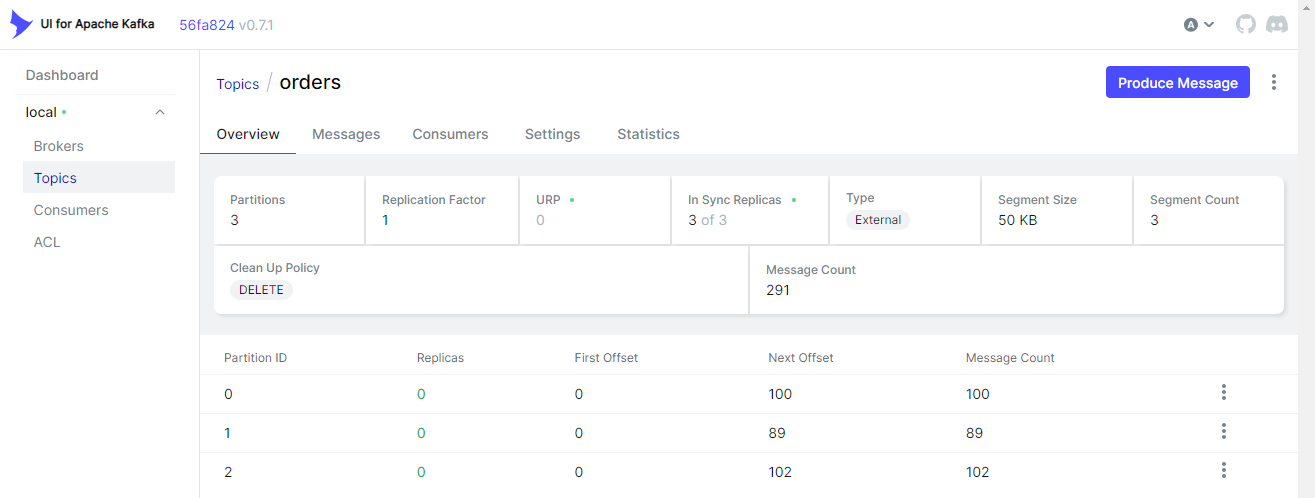 UI for Apache Kafka 56fa824 v0.7.1 A
Dashboard
local
Brokers
Topics
Consumers
ACL
Topics / orders
Produce Message
Overview Messages Consumers Settings Statistics
Partitions Replication Factor URP In Sync Replicas Type Segment Size Segment Count
3 1 0 3 of 3 External 50 KB 3
Clean Up Policy Message Count
DELETE 291
Partition ID Replicas First Offset Next Offset Message Count
0 0 0 100 100
1 0 0 89 89
2 0 0 102 102